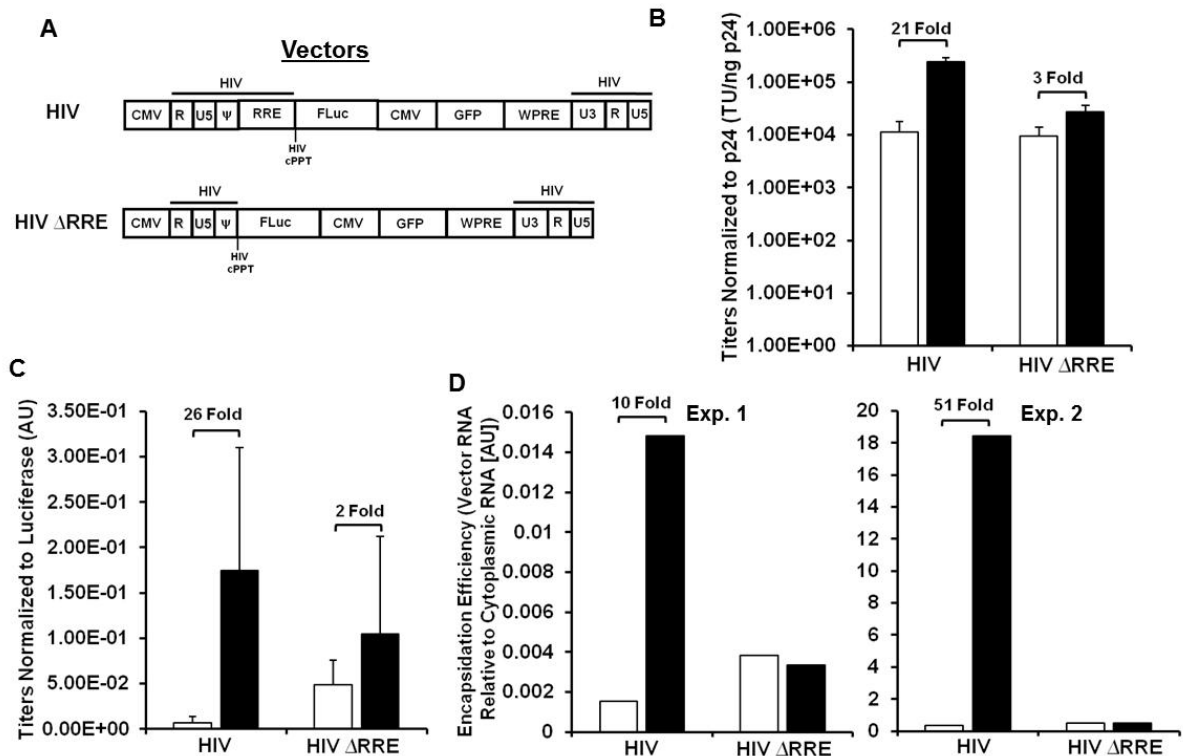 A
Vectors
HIV
HIV
HIV
CMV R U5 Ψ RRE FLuc CMV GFP WPRE U3 R U5
HIV
cPPT
HIV
HIV
HIV ΔRRE
CMV R U5 Ψ FLuc CMV GFP WPRE U3 R U5
HIV
cPPT
B
Titers Normalized to p24 (TU/ng p24)
1.00E+06
1.00E+05
1.00E+04
1.00E+03
1.00E+02
1.00E+01
1.00E+00
21 Fold
3 Fold
HIV
HIV ΔRRE
C
Titers Normalized to Luciferase (AU)
3.50E-01
3.00E-01
2.50E-01
2.00E-01
1.50E-01
1.00E-01
5.00E-02
0.00E+00
26 Fold
2 Fold
HIV
HIV ΔRRE
D
Encapsidation Efficiency (Vector RNA
Relative to Cytoplasmic RNA [AU])
0.016
0.014
0.012
0.01
0.008
0.006
0.004
0.002
0
10 Fold
Exp. 1
HIV
HIV ΔRRE
20
18
16
14
12
10
8
6
4
2
0
51 Fold
Exp. 2
HIV
HIV ΔRRE